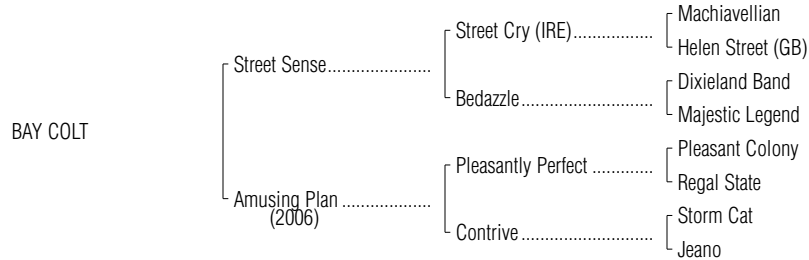 Machiavellian
Street Cry (IRE)..................
Helen Street (GB)
Street Sense.......................
Dixieland Band
Bedazzle.............................
Majestic Legend
BAY COLT
Pleasant Colony
Pleasantly Perfect .............
Regal State
Amusing Plan ....................
(2006)
Storm Cat
Contrive.............................
Jeano